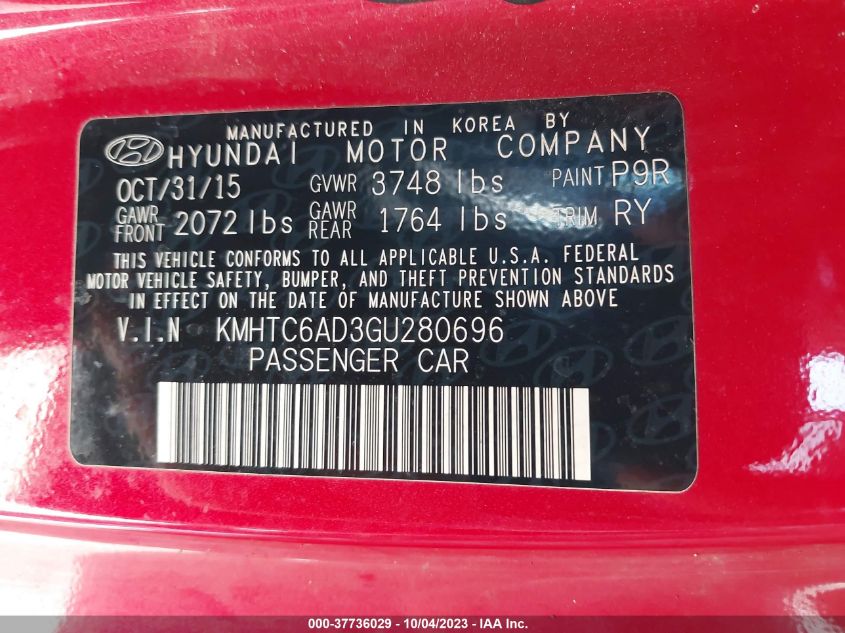 MANUFACTURED IN KOREA BY
HYUNDAI MOTOR COMPANY
OCT/31/15 GVWR 3748 lbs PAINT P9R
GAWR FRONT 2072 lbs GAWR REAR 1764 lbs TRIM RY
THIS VEHICLE CONFORMS TO ALL APPLICABLE U.S.A. FEDERAL
MOTOR VEHICLE SAFETY, BUMPER, AND THEFT PREVENTION STANDARDS
IN EFFECT ON THE DATE OF MANUFACTURE SHOWN ABOVE
V.I.N KMHTC6AD3GU280696
PASSENGER CAR
000-37736029 - 10/04/2023 - IAA Inc.